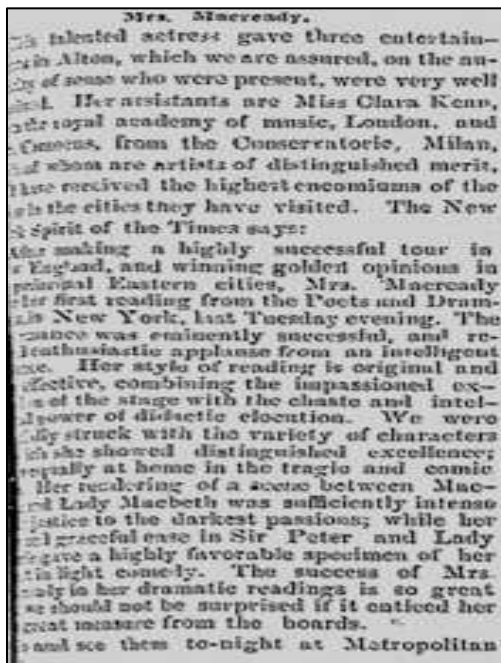 Mrs. Macready.
talented actress gave three entertain-
in Alton, which we are assured, on the au-
of some who were present, were very well
Her assistants are Miss Clara
royal academy of music, London, and
from the Conservatorie, Milan,
of whom are artists of distinguished merit,
have received the highest encomiums of the
in the cities they have visited. The New
Spirit of the Times says:
making a highly successful tour in
England, and winning golden opinions in
principal Eastern cities, Mrs. Macready
her first reading from the Poets and Dram-
in New York, last Tuesday evening. The
was eminently successful, and re-
enthusiastic applause from an intelligent
Her style of reading is original and
effective, combining the impassioned ex-
of the stage with the chaste and intel-
power of didactic elocution. We were
struck with the variety of characters
she showed distinguished excellence;
equally at home in the tragic and comic
Her rendering of a scene between Mac-
and Lady Macbeth was sufficiently intense
justice to the darkest passions; while her
graceful ease in Sir Peter and Lady
gave a highly favorable specimen of her
in light comedy. The success of Mrs
in her dramatic readings is so great
we should not be surprised if it enticed her
great measure from the boards.
and see them to-night at Metropolitan